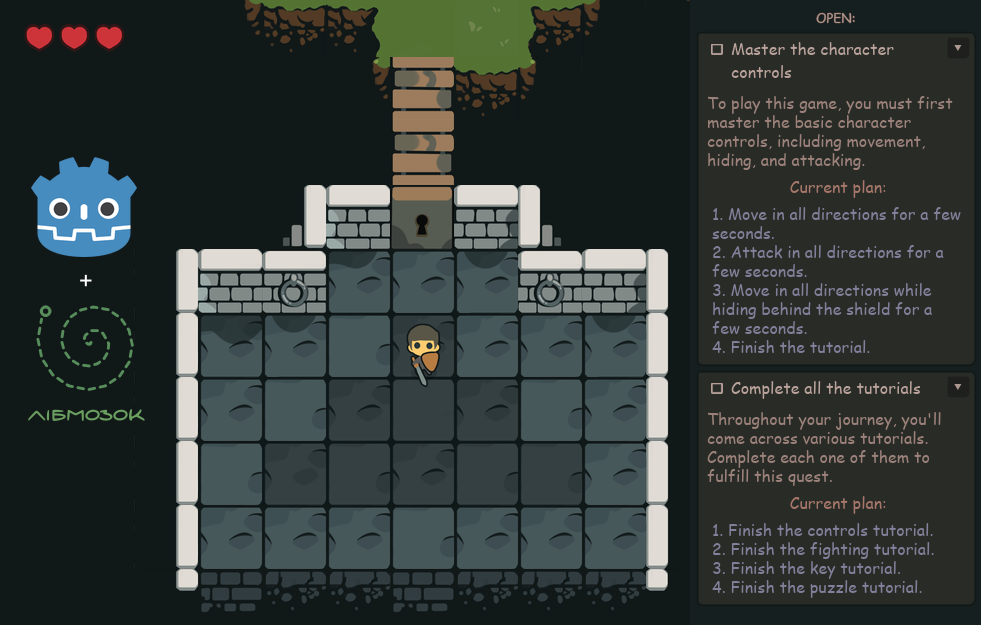 OPEN:
Master the character
controls
To play this game, you must first
master the basic character
controls, including movement,
hiding, and attacking.
Current plan:
1. Move in all directions for a few
seconds.
2. Attack in all directions for a
few seconds.
3. Move in all directions while
hiding behind the shield for a
few seconds.
4. Finish the tutorial.
Complete all the tutorials
Throughout your journey, you'll
come across various tutorials.
Complete each one of them to
fulfill this quest.
Current plan:
1. Finish the controls tutorial.
2. Finish the fighting tutorial.
3. Finish the key tutorial.
4. Finish the puzzle tutorial.
+
ЛІБМОЗОК